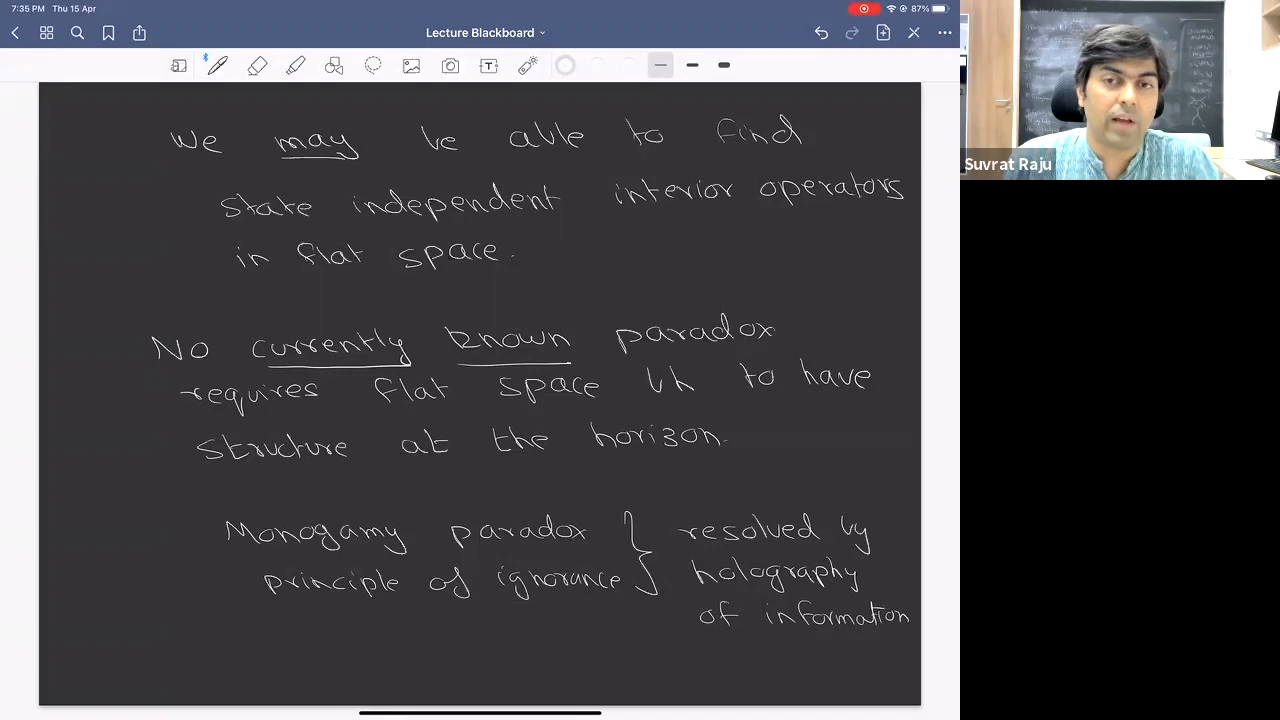 7:35 PM Thu 15 Apr
87%
Lecture Blackboard
We may be able to find
state independent interior operators
in flat space.
No currently known paradox
requires flat space bh to have
structure at the horizon.
Monogamy paradox
principle of ignorance
resolved by
holography
of information
Suvrat Raju